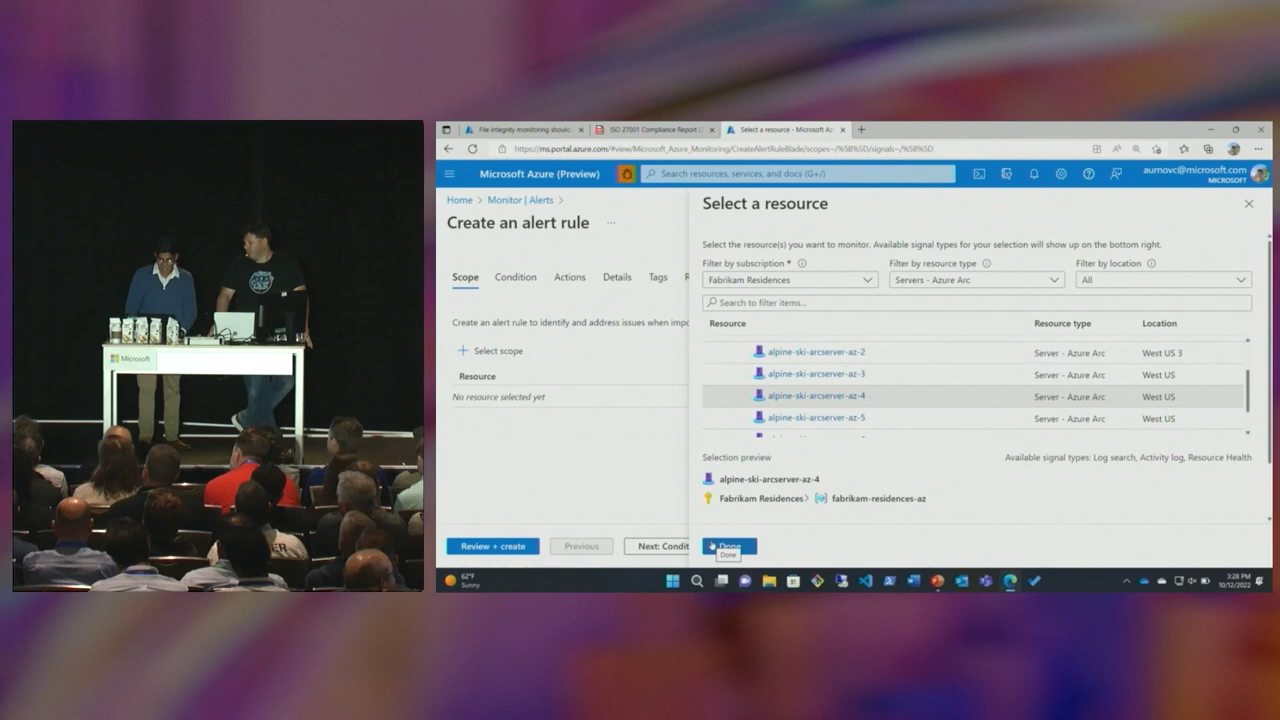 Microsoft
ER
File integrity monitoring should
ISO 27001 Compliance Report (
Select a resource - Microsoft Az
https://ms.portal.azure.com/#view/Microsoft_Azure_Monitoring/CreateAlertRuleBlade/scopes~/%5B%5D/signals~/%5B%5D
Microsoft Azure (Preview)
Search resources, services, and docs (G+/)
aumovc@microsoft.com
MICROSOFT
Home > Monitor | Alerts >
Create an alert rule
...
Scope
Condition
Actions
Details
Tags
R
Create an alert rule to identify and address issues when impo
Select scope
Resource
No resource selected yet
Review + create
Previous
Next: Condit
Select a resource
Select the resource(s) you want to monitor. Available signal types for your selection will show up on the bottom right.
Filter by subscription *
Filter by resource type
Filter by location
Fabrikam Residences
Servers - Azure Arc
All
Search to filter items...
Resource Resource type Location
alpine-ski-arcserver-az-2 Server - Azure Arc West US 3
alpine-ski-arcserver-az-3 Server - Azure Arc West US
alpine-ski-arcserver-az-4 Server - Azure Arc West US
alpine-ski-arcserver-az-5 Server - Azure Arc West US
Selection preview
Available signal types: Log search, Activity log, Resource Health
alpine-ski-arcserver-az-4
Fabrikam Residences > fabrikam-residences-az
Done
Done
62°F
Sunny
3:28 PM
10/12/2022